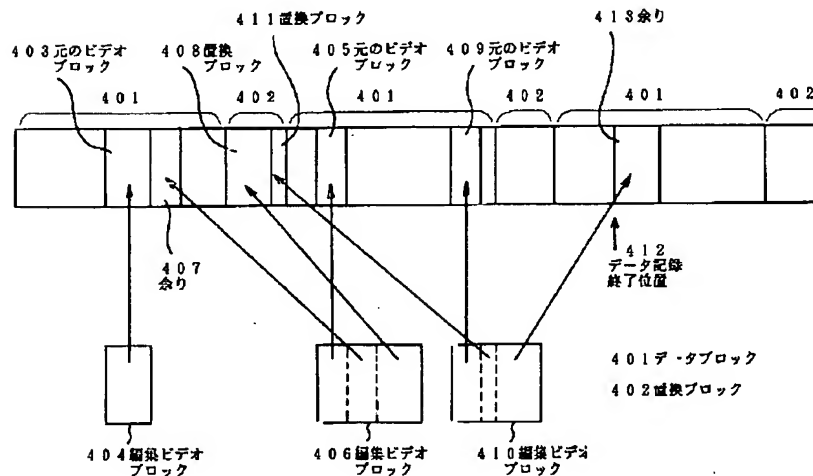 411置換ブロック
413余り
403元のビデオ
ブロック
408置換
ブロック
405元のビデオ
ブロック
409元のビデオ
ブロック
401
402
401
402
401
402
407
余り
412
データ記録
終了位置
401データブロック
402置換ブロック
404編集ビデオ
ブロック
406編集ビデオ
ブロック
410編集ビデオ
ブロック